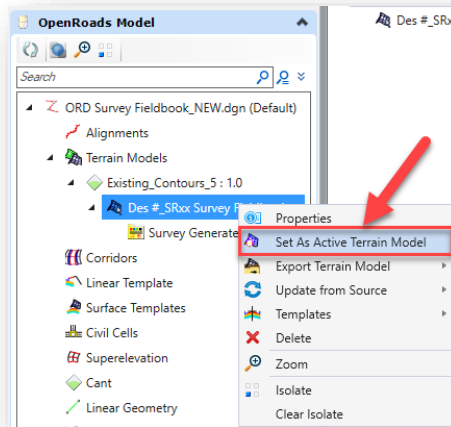 OpenRoads Model
Des #_SRx
Search
ORD Survey Fieldbook_NEW.dgn (Default)
Alignments
Terrain Models
Existing_Contours_5 : 1.0
Des #_SRxx Survey
Survey Generate
Corridors
Linear Template
Surface Templates
Civil Cells
Superelevation
Cant
Linear Geometry
Properties
Set As Active Terrain Model
Export Terrain Model
Update from Source
Templates
Delete
Zoom
Isolate
Clear Isolate